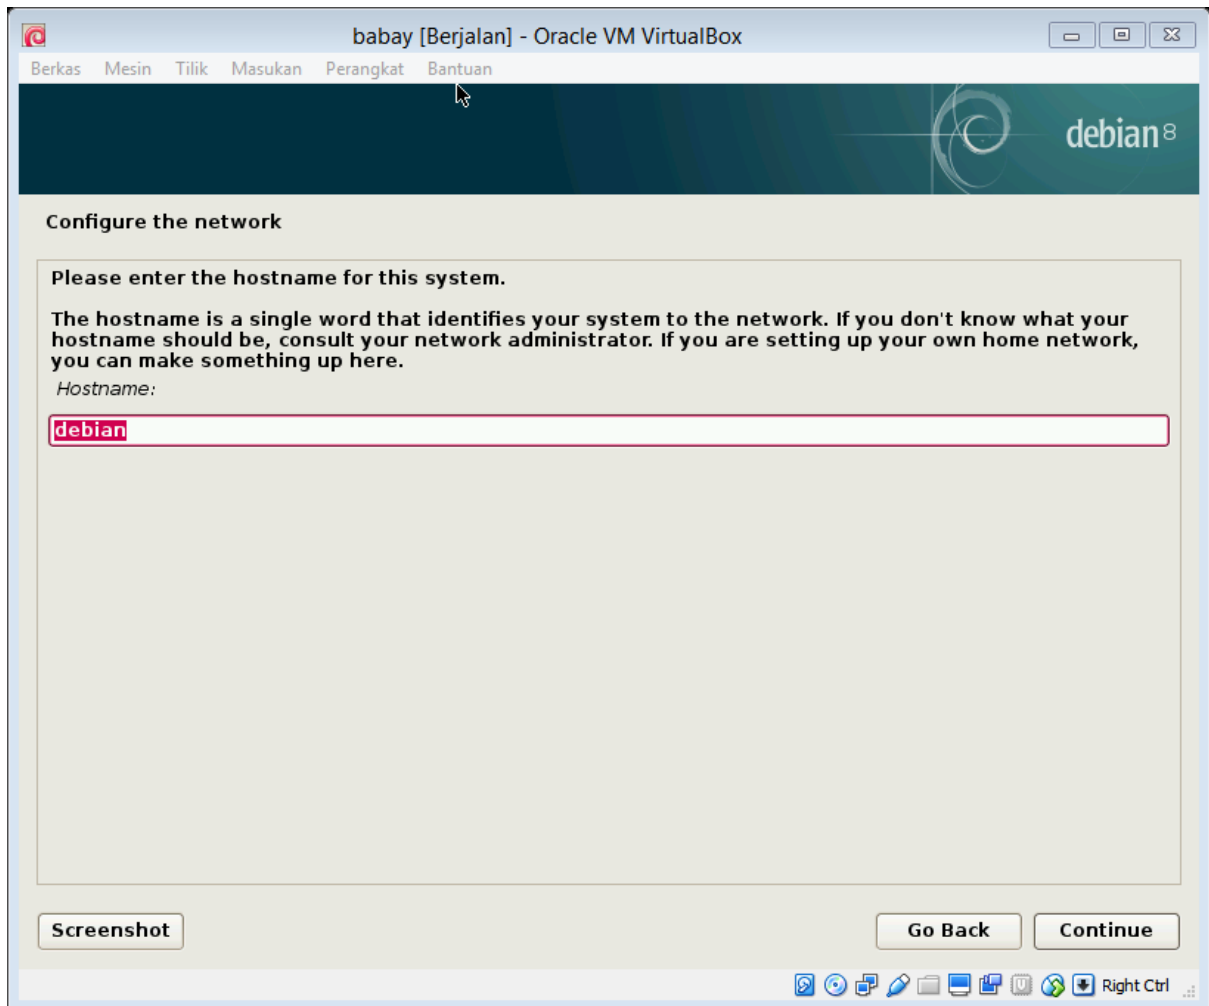 babay [Berjalan] - Oracle VM VirtualBox
Berkas Mesin Tilik Masukan Perangkat Bantuan
debian 8
Configure the network
Please enter the hostname for this system.
The hostname is a single word that identifies your system to the network. If you don't know what your
hostname should be, consult your network administrator. If you are setting up your own home network,
you can make something up here.
Hostname:
debian
Screenshot Go Back Continue
Right Ctrl